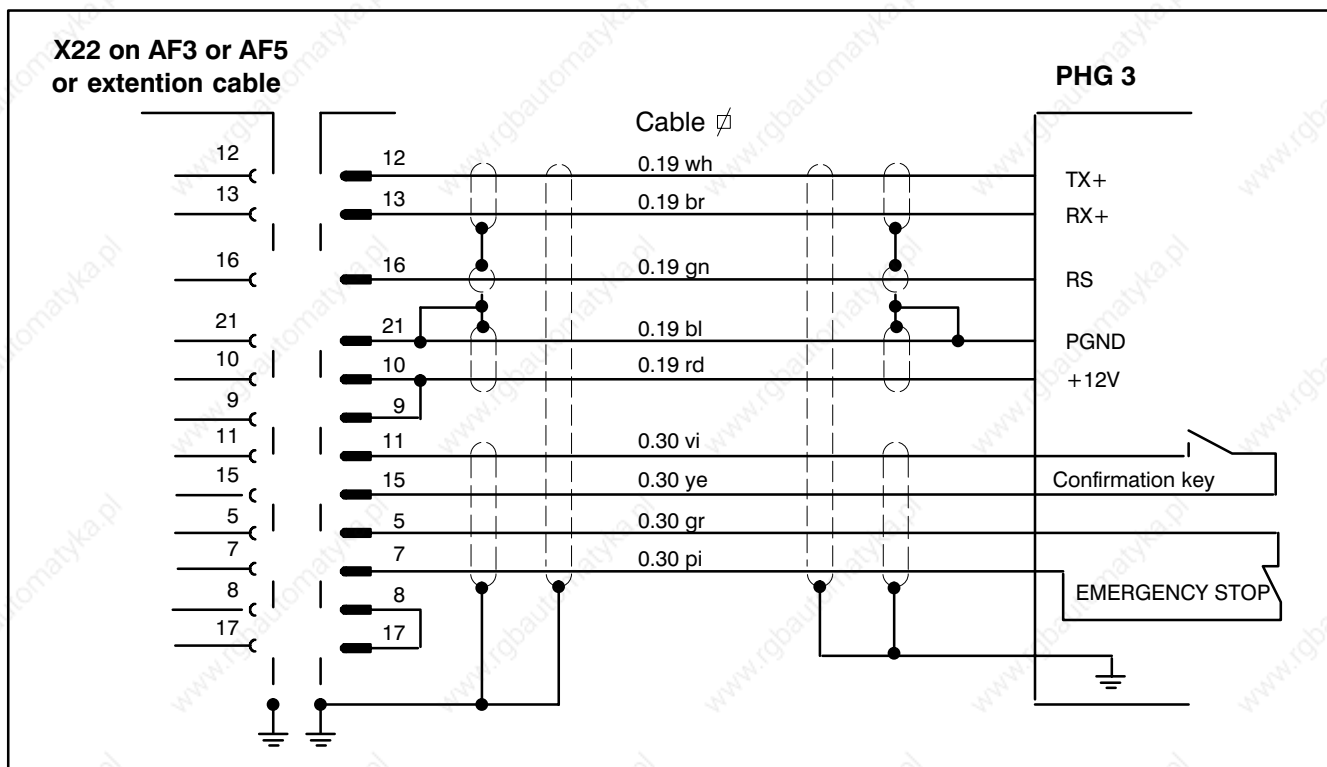 X22 on AF3 or AF5
or extention cable
PHG 3
Cable
12 12 0.19 wh TX+
13 13 0.19 br RX+
16 16 0.19 gn RS
21 21 0.19 bl PGND
10 10 0.19 rd +12V
9 9
11 11 0.30 vi
15 15 0.30 ye Confirmation key
5 5 0.30 gr
7 7 0.30 pi
EMERGENCY STOP
8 8
17 17
www.rgbautomatyka.pl